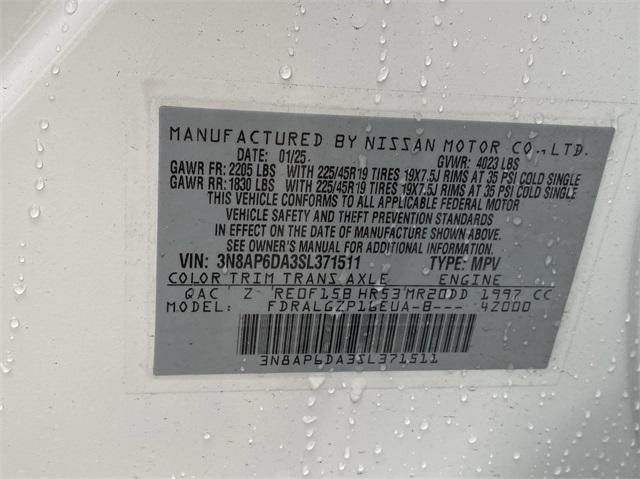 MANUFACTURED BY NISSAN MOTOR CO.,LTD.
DATE: 01/25. GVWR: 4023 LBS
GAWR FR: 2205 LBS WITH 225/45R19 TIRES 19X7.5J RIMS AT 35 PSI COLD SINGLE
GAWR RR: 1830 LBS WITH 225/45R19 TIRES 19X7.5J RIMS AT 35 PSI COLD SINGLE
THIS VEHICLE CONFORMS TO ALL APPLICABLE FEDERAL MOTOR
VEHICLE SAFETY AND THEFT PREVENTION STANDARDS
IN EFFECT ON THE DATE OF MANUFACTURE SHOWN ABOVE.
SEE OWNER'S MANUAL FOR ADDITIONAL INFORMATION.
VIN: 3N8AP6DA3SL371511 TYPE: MPV
COLOR TRIM TRANS AXLE ENGINE
QAC Z RE0F15B HR53 MR20DD 1997 CC
FDRALGZP16EUA-B--- 4Z000
3N8AP6DA3SL371511